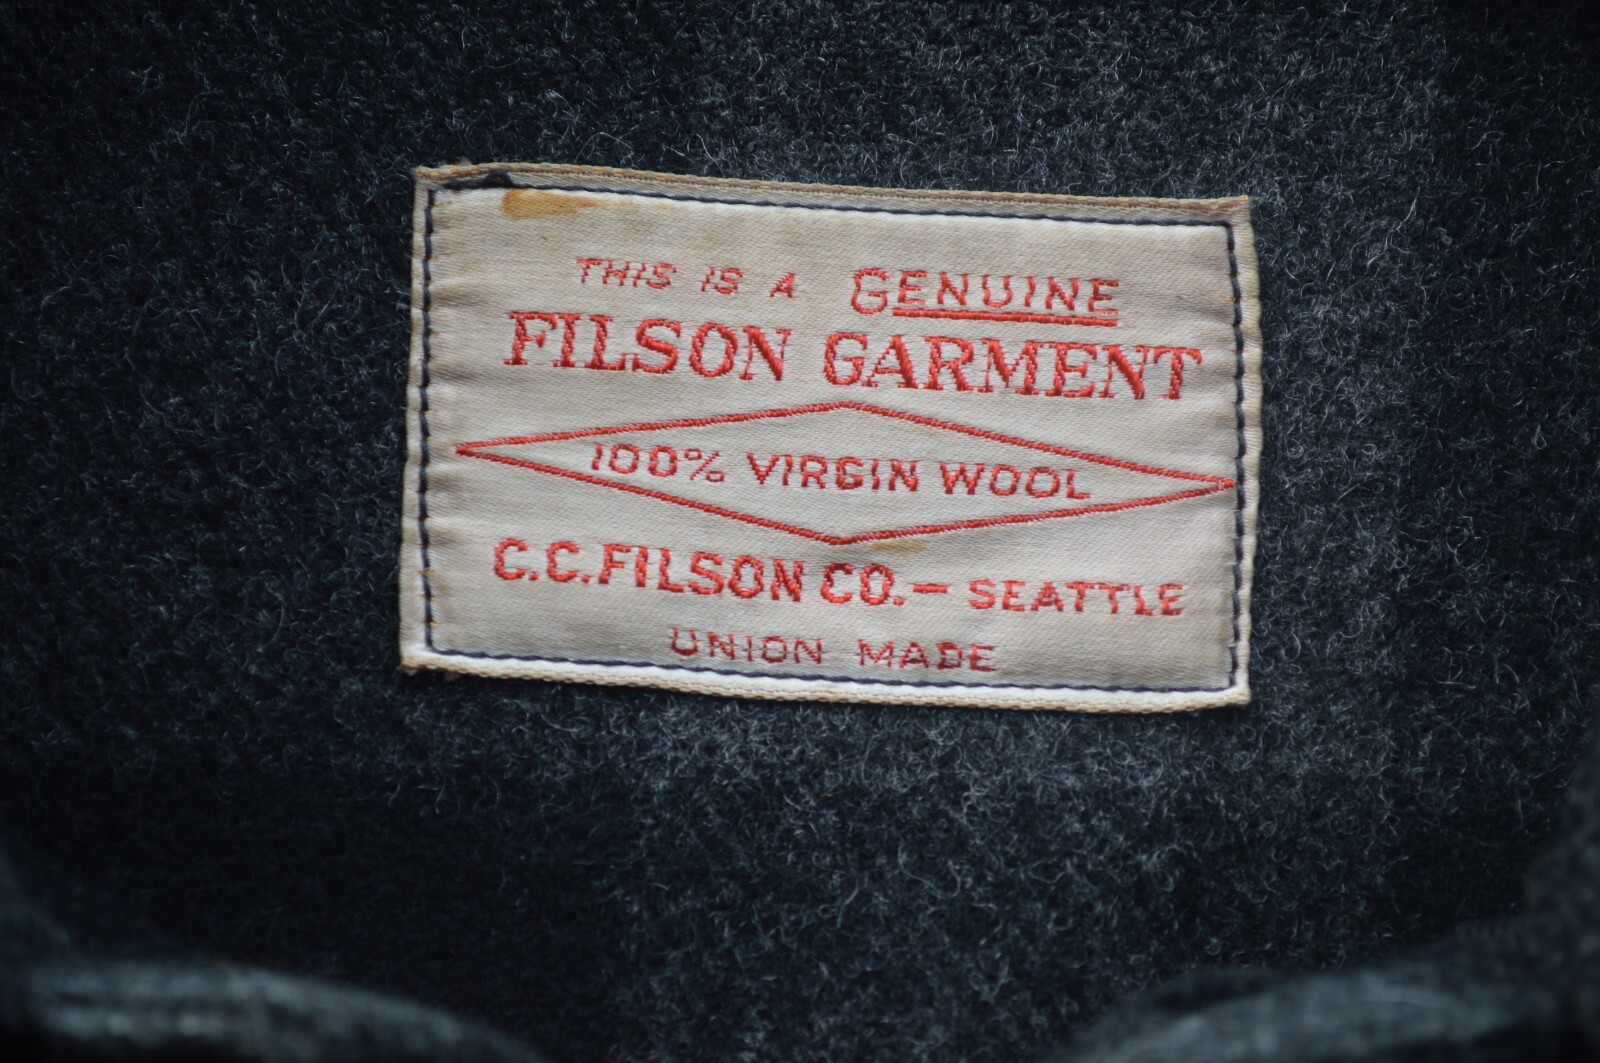 THIS IS A GENUINE
FILSON GARMENT
100% VIRGIN WOOL
C.C.FILSON CO.— SEATTLE
UNION MADE